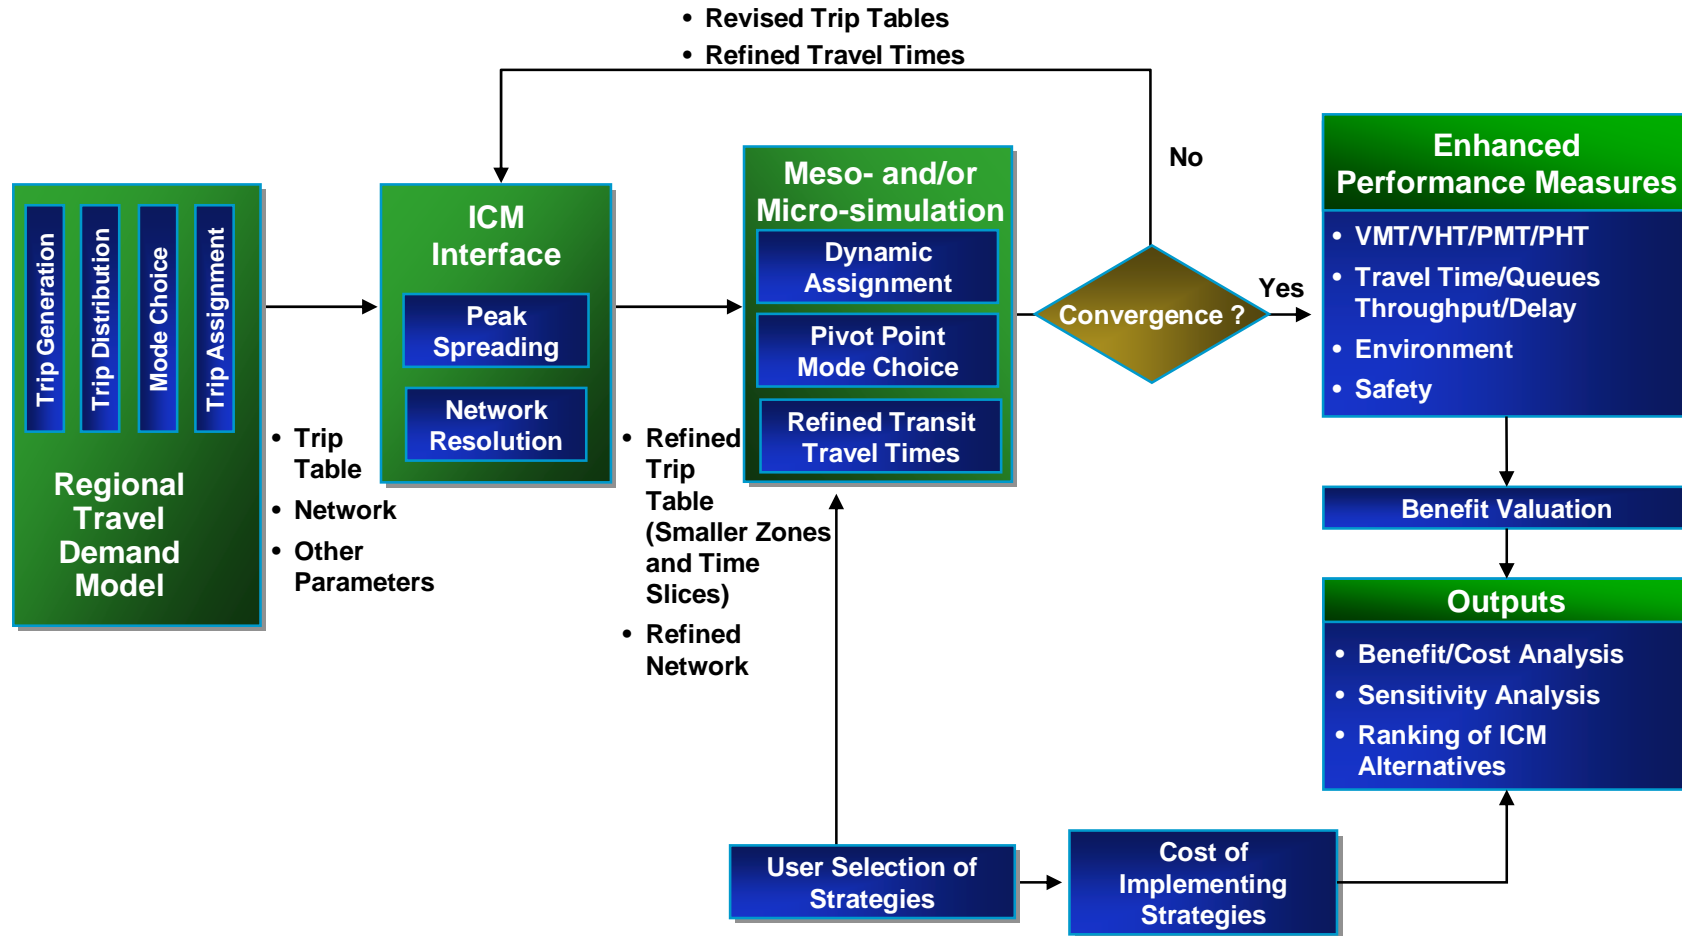 • Revised Trip Tables
• Refined Travel Times
Trip Generation
Trip Distribution
Mode Choice
Trip Assignment
Regional
Travel
Demand
Model
• Trip
Table
• Network
• Other
Parameters
ICM
Interface
Peak
Spreading
Network
Resolution
• Refined
Trip
Table
(Smaller Zones
and Time
Slices)
• Refined
Network
Meso- and/or
Micro-simulation
Dynamic
Assignment
Pivot Point
Mode Choice
Refined Transit
Travel Times
Convergence ?
No
Yes
Enhanced
Performance Measures
• VMT/VHT/PMT/PHT
• Travel Time/Queues
Throughput/Delay
• Environment
• Safety
Benefit Valuation
Outputs
• Benefit/Cost Analysis
• Sensitivity Analysis
• Ranking of ICM
Alternatives
User Selection of
Strategies
Cost of
Implementing
Strategies